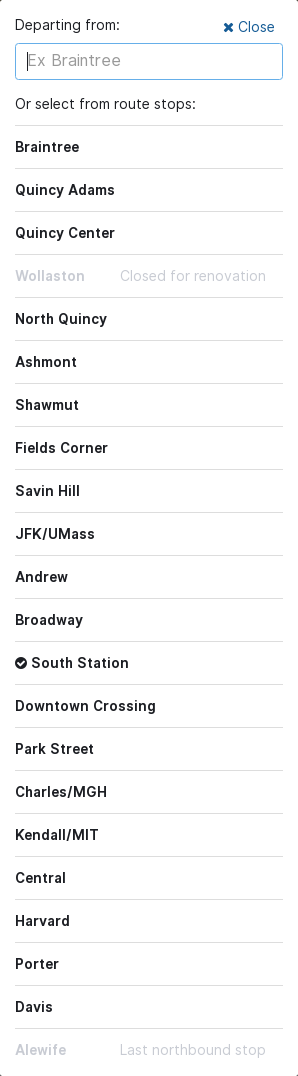 Departing from:
✖ Close
Ex Braintree
Or select from route stops:
Braintree
Quincy Adams
Quincy Center
Wollaston Closed for renovation
North Quincy
Ashmont
Shawmut
Fields Corner
Savin Hill
JFK/UMass
Andrew
Broadway
South Station
Downtown Crossing
Park Street
Charles/MGH
Kendall/MIT
Central
Harvard
Porter
Davis
Alewife Last northbound stop